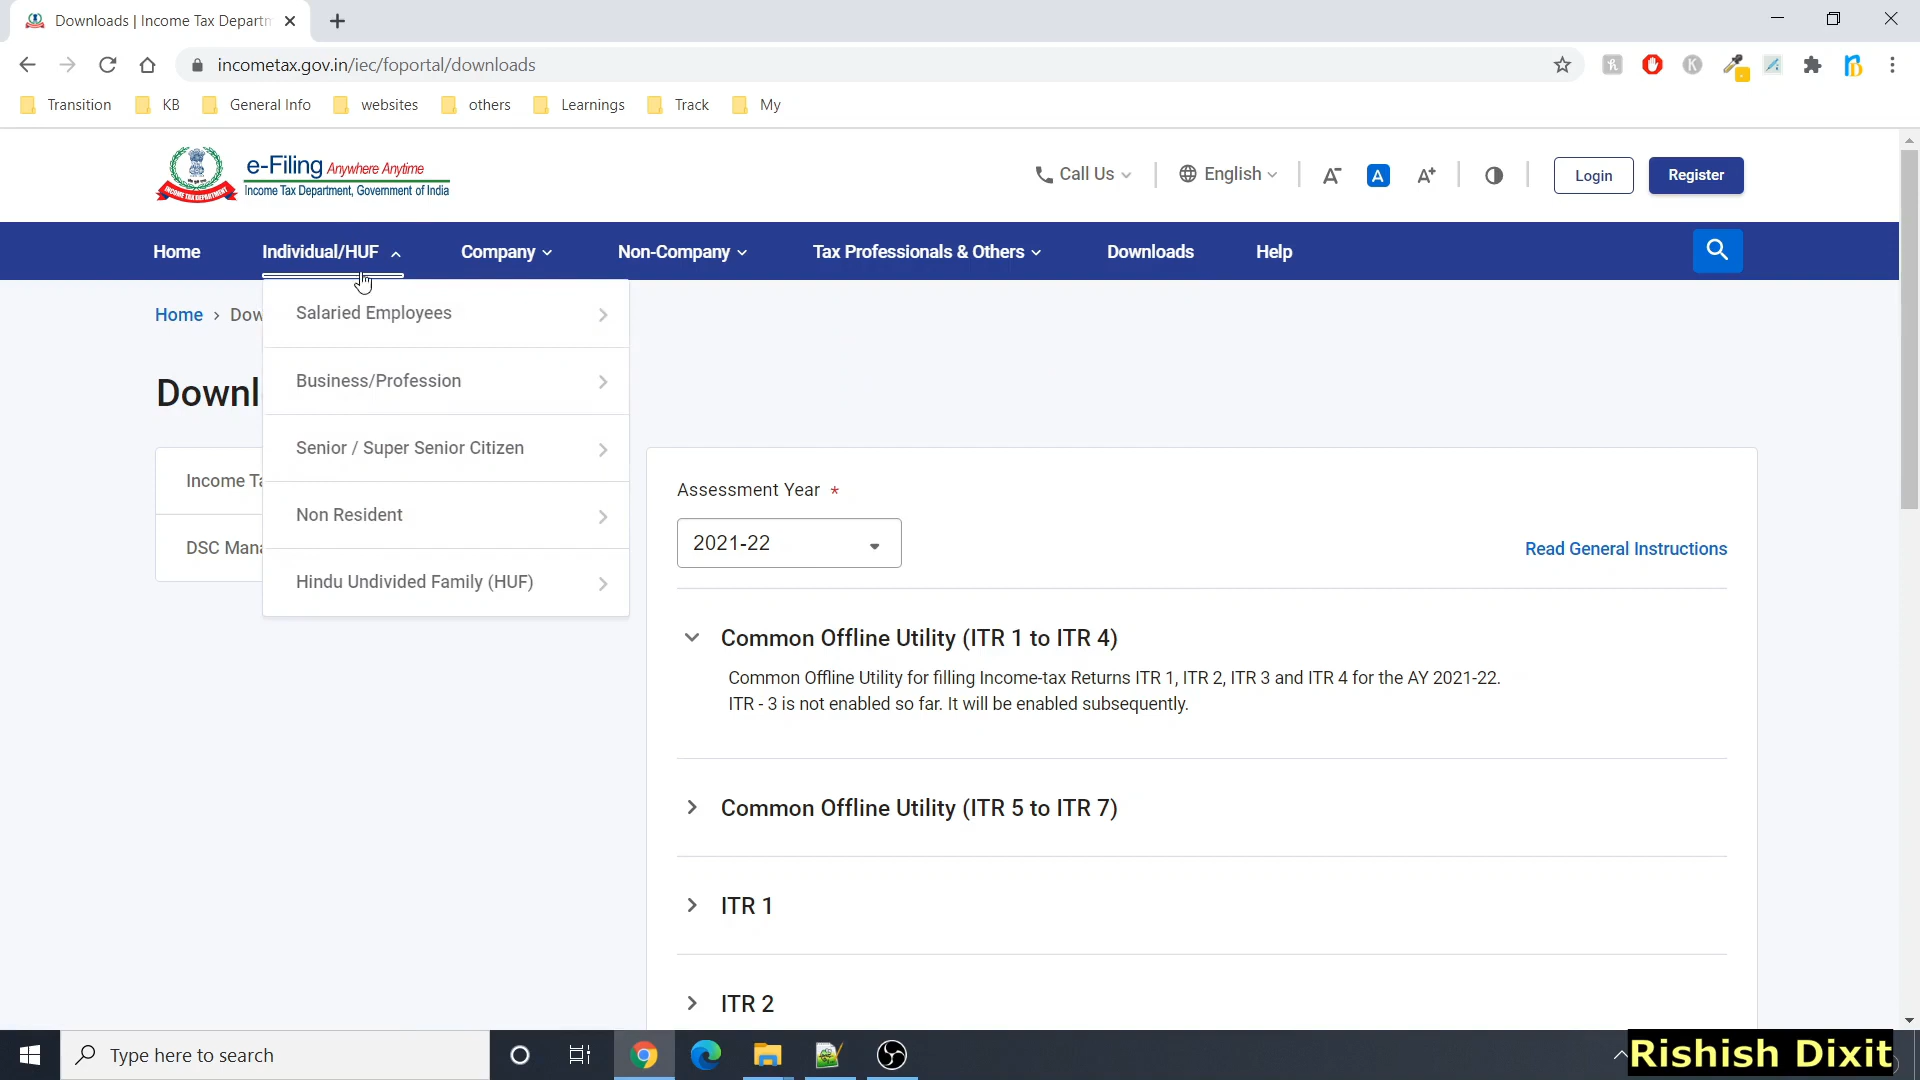 Downloads | Income Tax Departm
incometax.gov.in/iec/foportal/downloads
Transition KB General Info websites others Learnings Track My
e-Filing Anywhere Anytime
Income Tax Department, Government of India
Call Us English A- A A+ Login Register
Home Individual/HUF Company Non-Company Tax Professionals & Others Downloads Help
Home > Dow
Salaried Employees
Downl
Business/Profession
Senior / Super Senior Citizen
Income Ta
Non Resident
DSC Mana
Hindu Undivided Family (HUF)
Assessment Year *
2021-22
Read General Instructions
Common Offline Utility (ITR 1 to ITR 4)
Common Offline Utility for filling Income-tax Returns ITR 1, ITR 2, ITR 3 and ITR 4 for the AY 2021-22.
ITR - 3 is not enabled so far. It will be enabled subsequently.
Common Offline Utility (ITR 5 to ITR 7)
ITR 1
ITR 2
Type here to search
Rishish Dixit